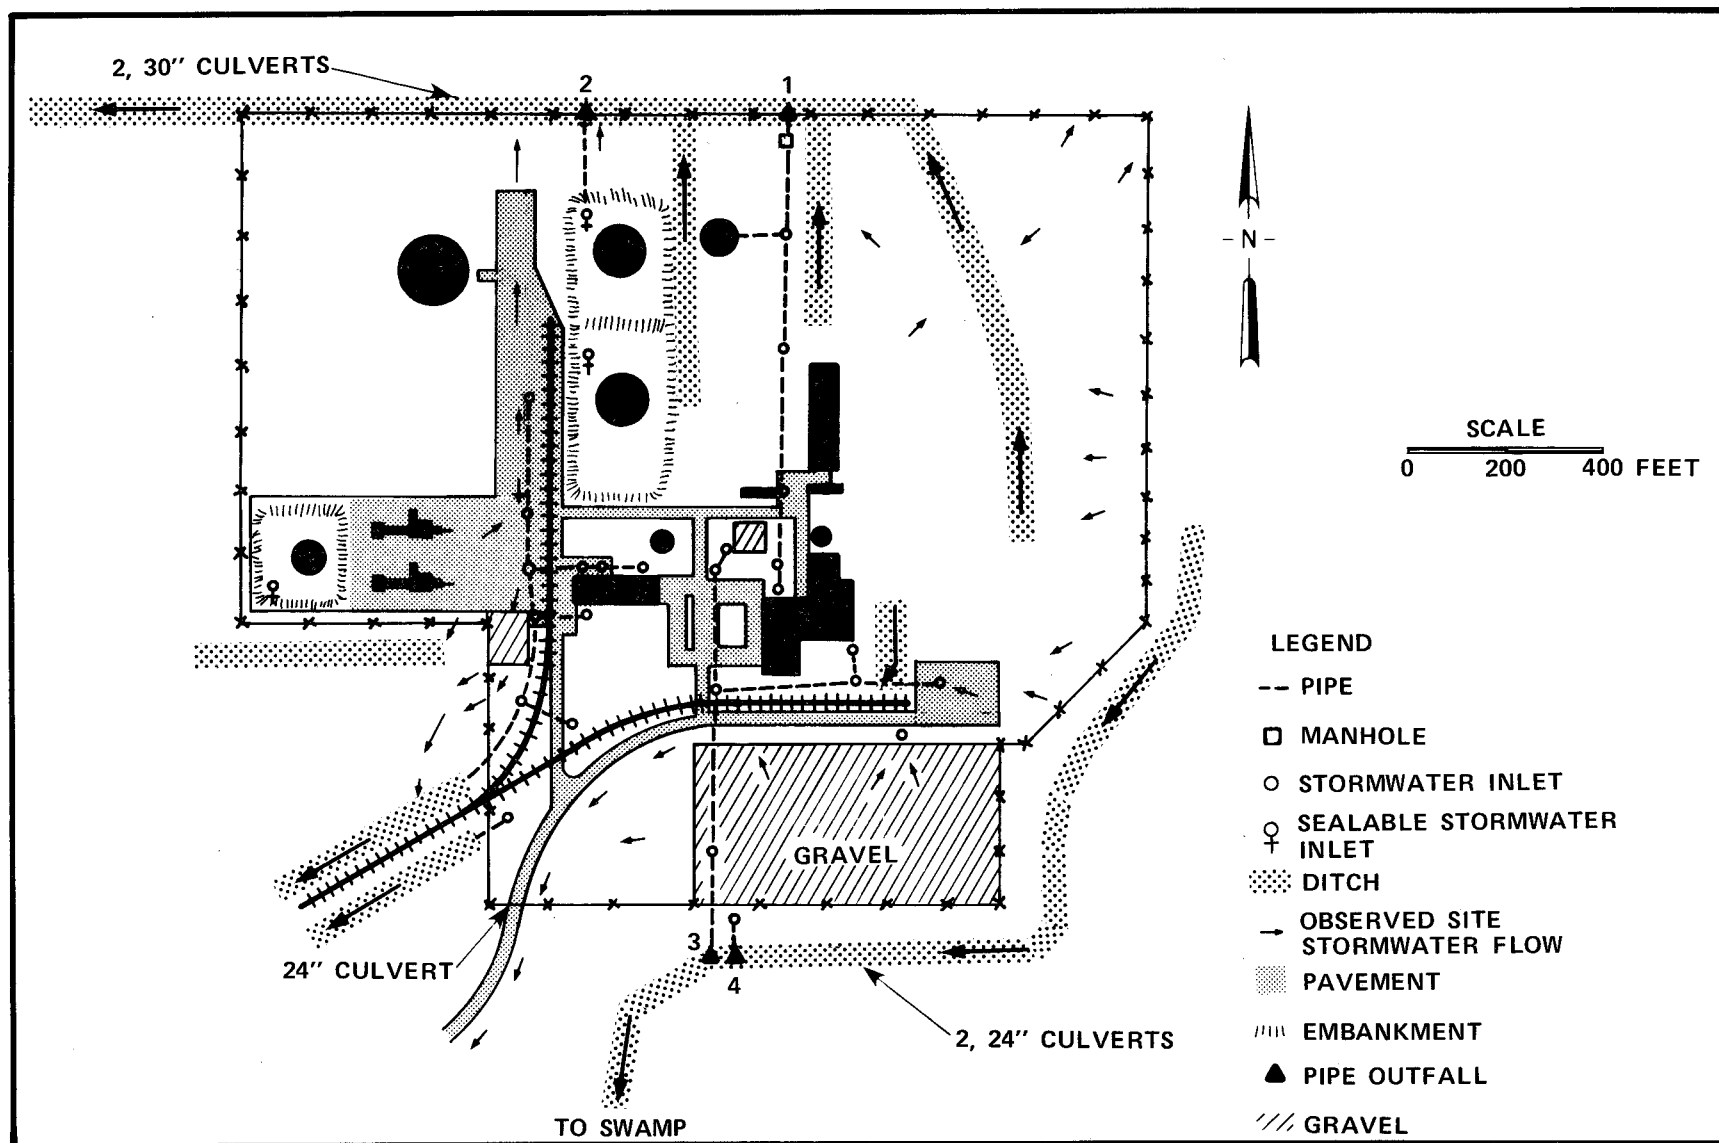 2, 30" CULVERTS
2
1
- N -
SCALE
0 200 400 FEET
LEGEND
PIPE
MANHOLE
STORMWATER INLET
SEALABLE STORMWATER
INLET
DITCH
OBSERVED SITE
STORMWATER FLOW
PAVEMENT
EMBANKMENT
PIPE OUTFALL
GRAVEL
GRAVEL
3
4
24" CULVERT
2, 24" CULVERTS
TO SWAMP